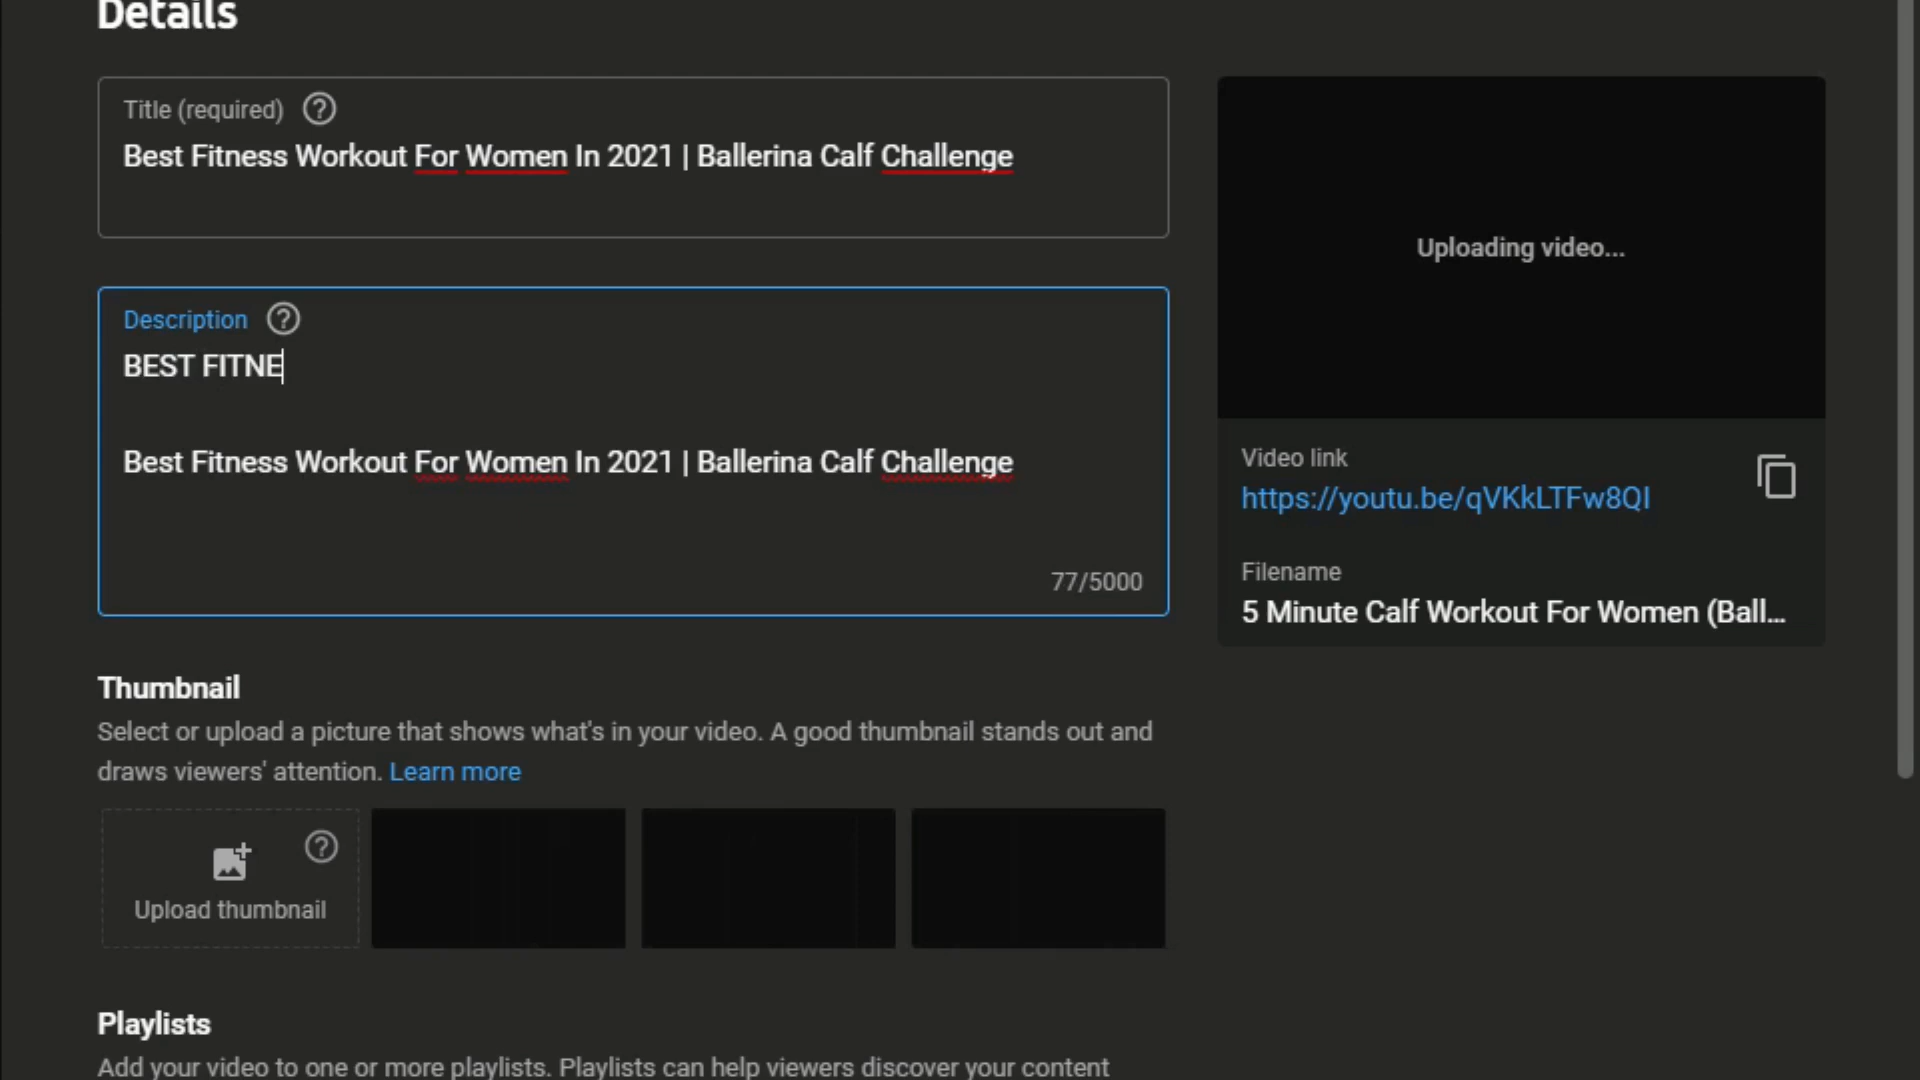 Details
Title (required)
Best Fitness Workout For Women In 2021 | Ballerina Calf Challenge
Description
BEST FITNE
Best Fitness Workout For Women In 2021 | Ballerina Calf Challenge
77/5000
Uploading video...
Video link
https://youtu.be/qVKkLTFw8QI
Filename
5 Minute Calf Workout For Women (Ball...
Thumbnail
Select or upload a picture that shows what's in your video. A good thumbnail stands out and
draws viewers' attention. Learn more
Upload thumbnail
Playlists
Add your video to one or more playlists. Playlists can help viewers discover your content